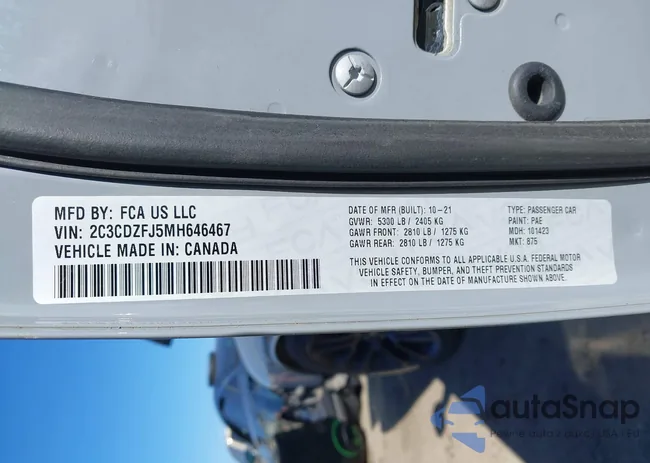 MFD BY: FCA US LLC
VIN: 2C3CDZFJ5MH646467
VEHICLE MADE IN: CANADA
DATE OF MFR (BUILT): 10-21
GVWR: 5300 LB / 2405 KG
GAWR FRONT: 2810 LB / 1275 KG
GAWR REAR: 2810 LB / 1275 KG
TYPE: PASSENGER CAR
PAINT: PAE
MDH: 101423
MKT: 875
THIS VEHICLE CONFORMS TO ALL APPLICABLE U.S.A. FEDERAL MOTOR
VEHICLE SAFETY, BUMPER, AND THEFT PREVENTION STANDARDS
IN EFFECT ON THE DATE OF MANUFACTURE SHOWN ABOVE.
autaSnap